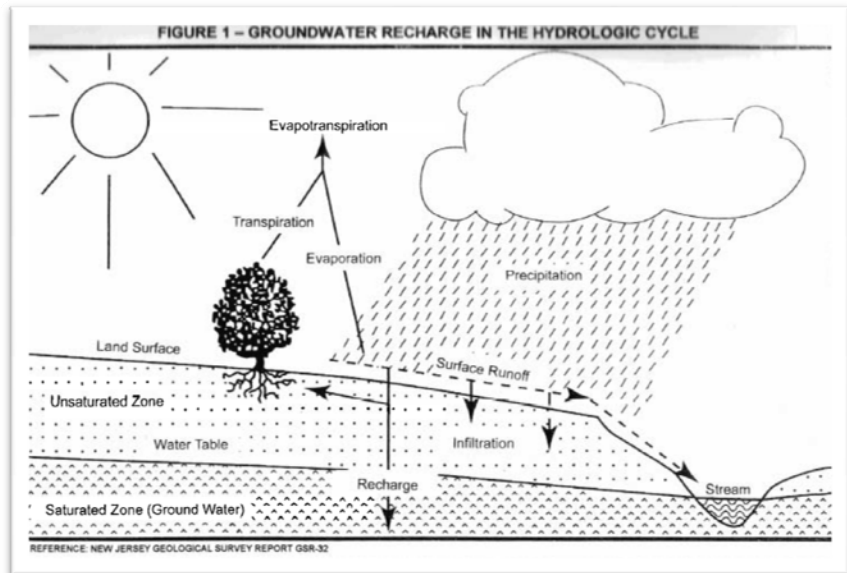 FIGURE 1 – GROUNDWATER RECHARGE IN THE HYDROLOGIC CYCLE
Evapotranspiration
Transpiration
Evaporation
Precipitation
Land Surface
Surface Runoff
Unsaturated Zone
Water Table
Infiltration
Recharge
Stream
Saturated Zone (Ground Water)
REFERENCE: NEW JERSEY GEOLOGICAL SURVEY REPORT GSR-32